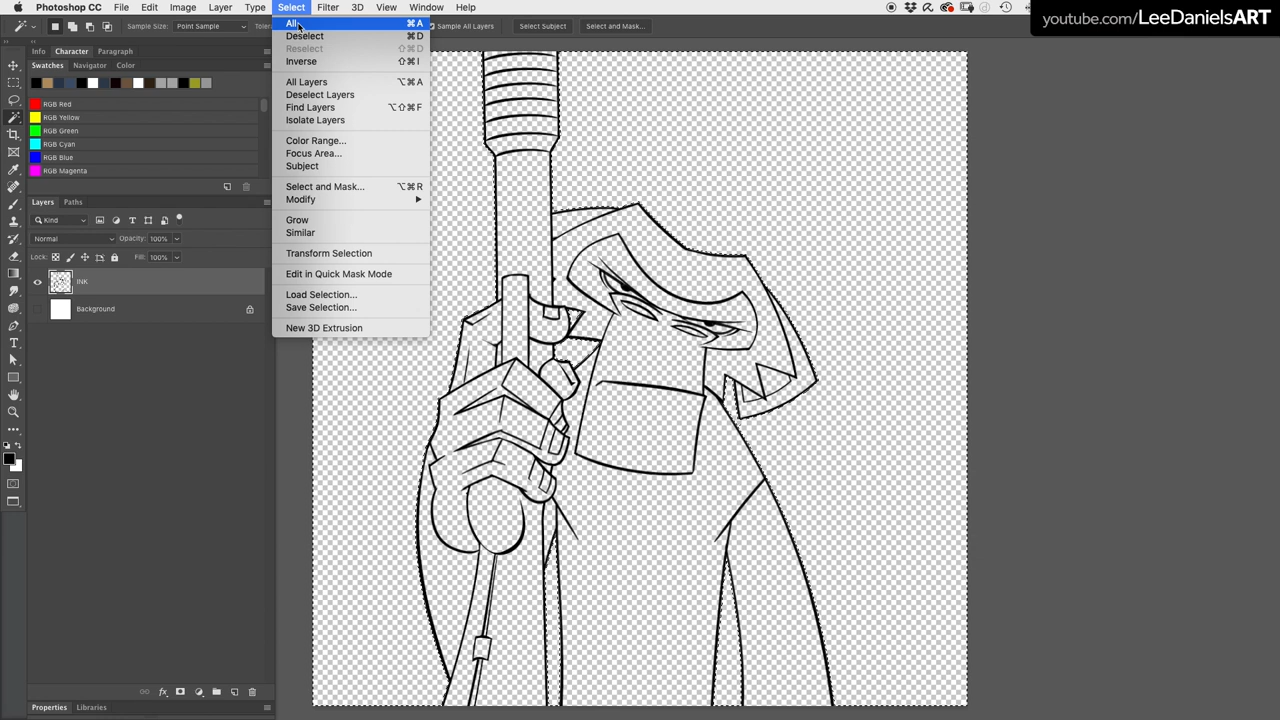 Photoshop CC File Edit Image Layer Type Select Filter 3D View Window Help
youtube.com/LeeDanielsART
Sample Size: Point Sample Sample All Layers Select Subject Select and Mask...
Info Character Paragraph
Swatches Navigator Color
RGB Red
RGB Yellow
RGB Green
RGB Cyan
RGB Blue
RGB Magenta
Layers Paths
Kind
Normal Opacity: 100%
Lock: Fill: 100%
INK
Background
Properties Libraries
All ⌘A
Deselect ⌘D
Reselect ⇧⌘D
Inverse ⇧⌘I
All Layers ⌥⌘A
Deselect Layers
Find Layers ⌥⇧⌘F
Isolate Layers
Color Range...
Focus Area...
Subject
Select and Mask... ⌥⌘R
Modify
Grow
Similar
Transform Selection
Edit in Quick Mask Mode
Load Selection...
Save Selection...
New 3D Extrusion